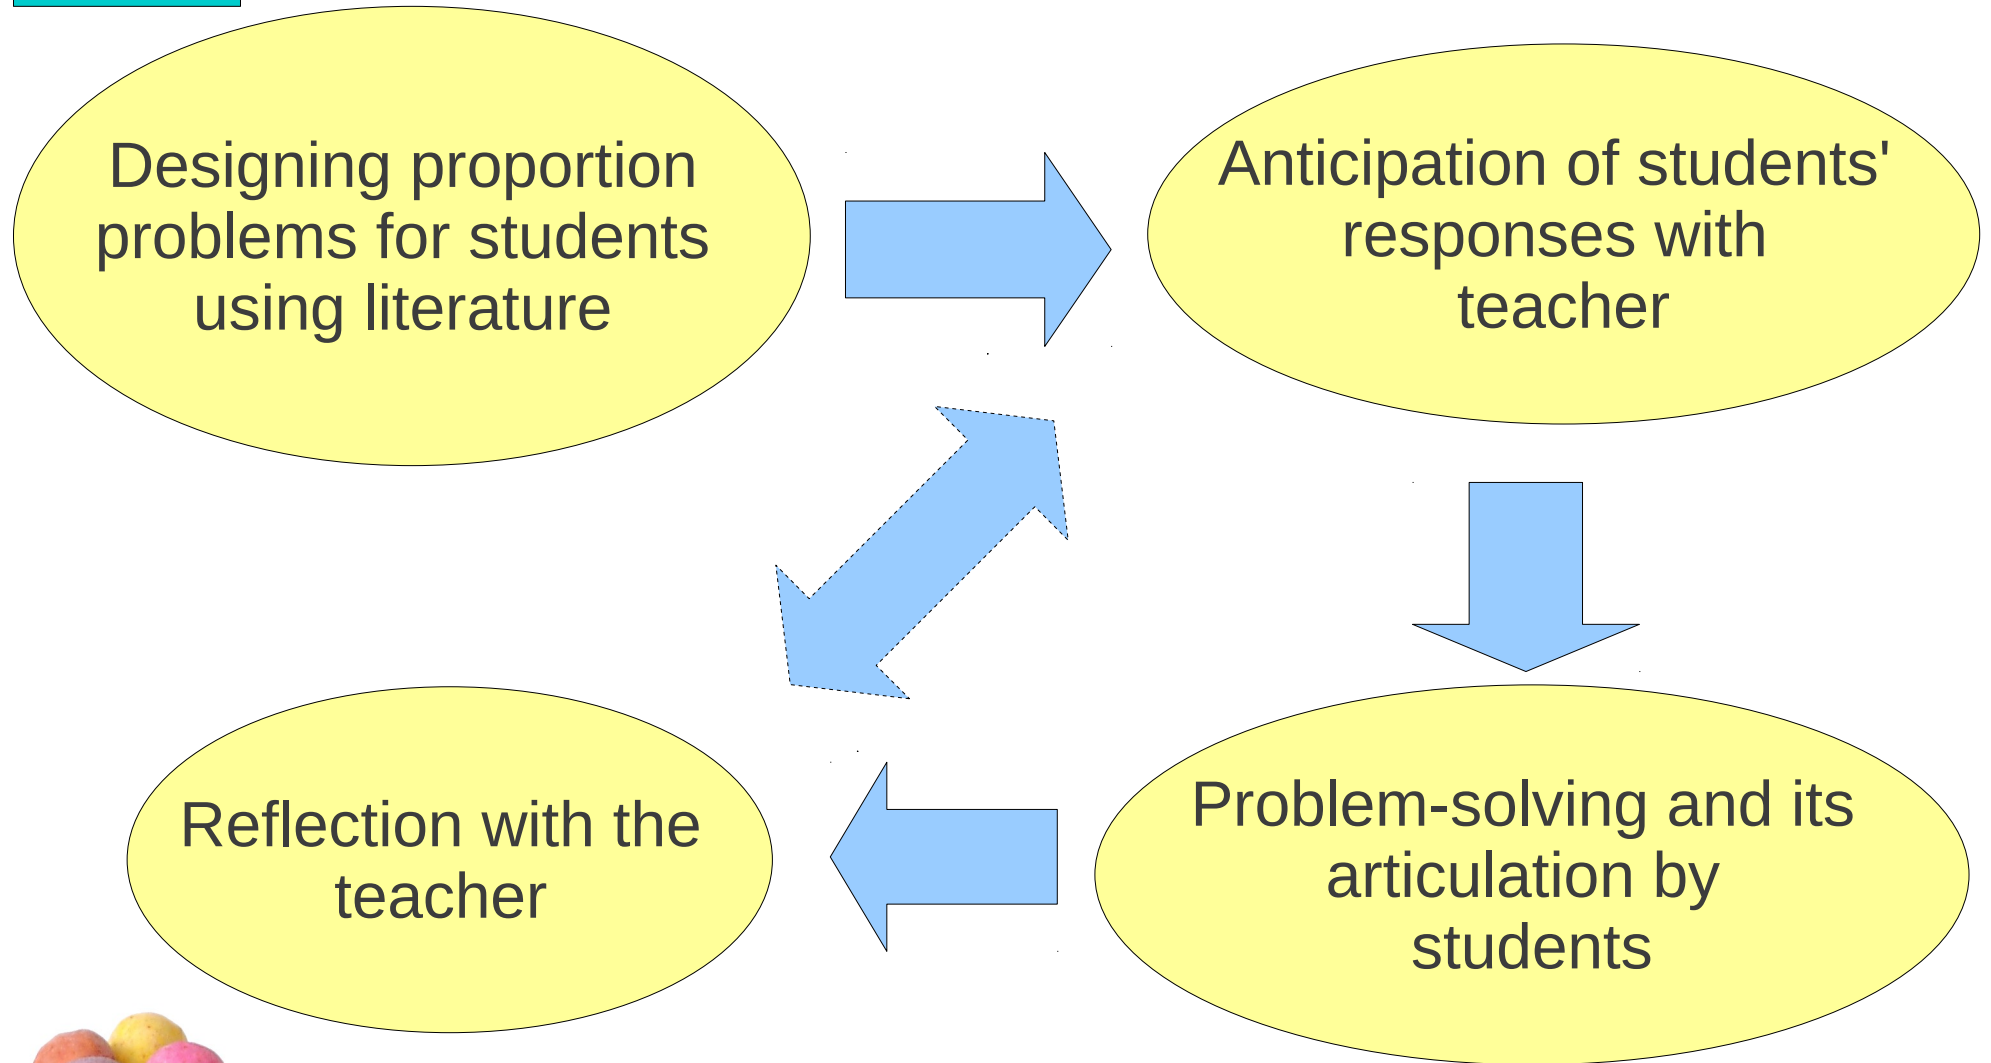 Designing proportion
problems for students
using literature
Anticipation of students'
responses with
teacher
Problem-solving and its
articulation by
students
Reflection with the
teacher